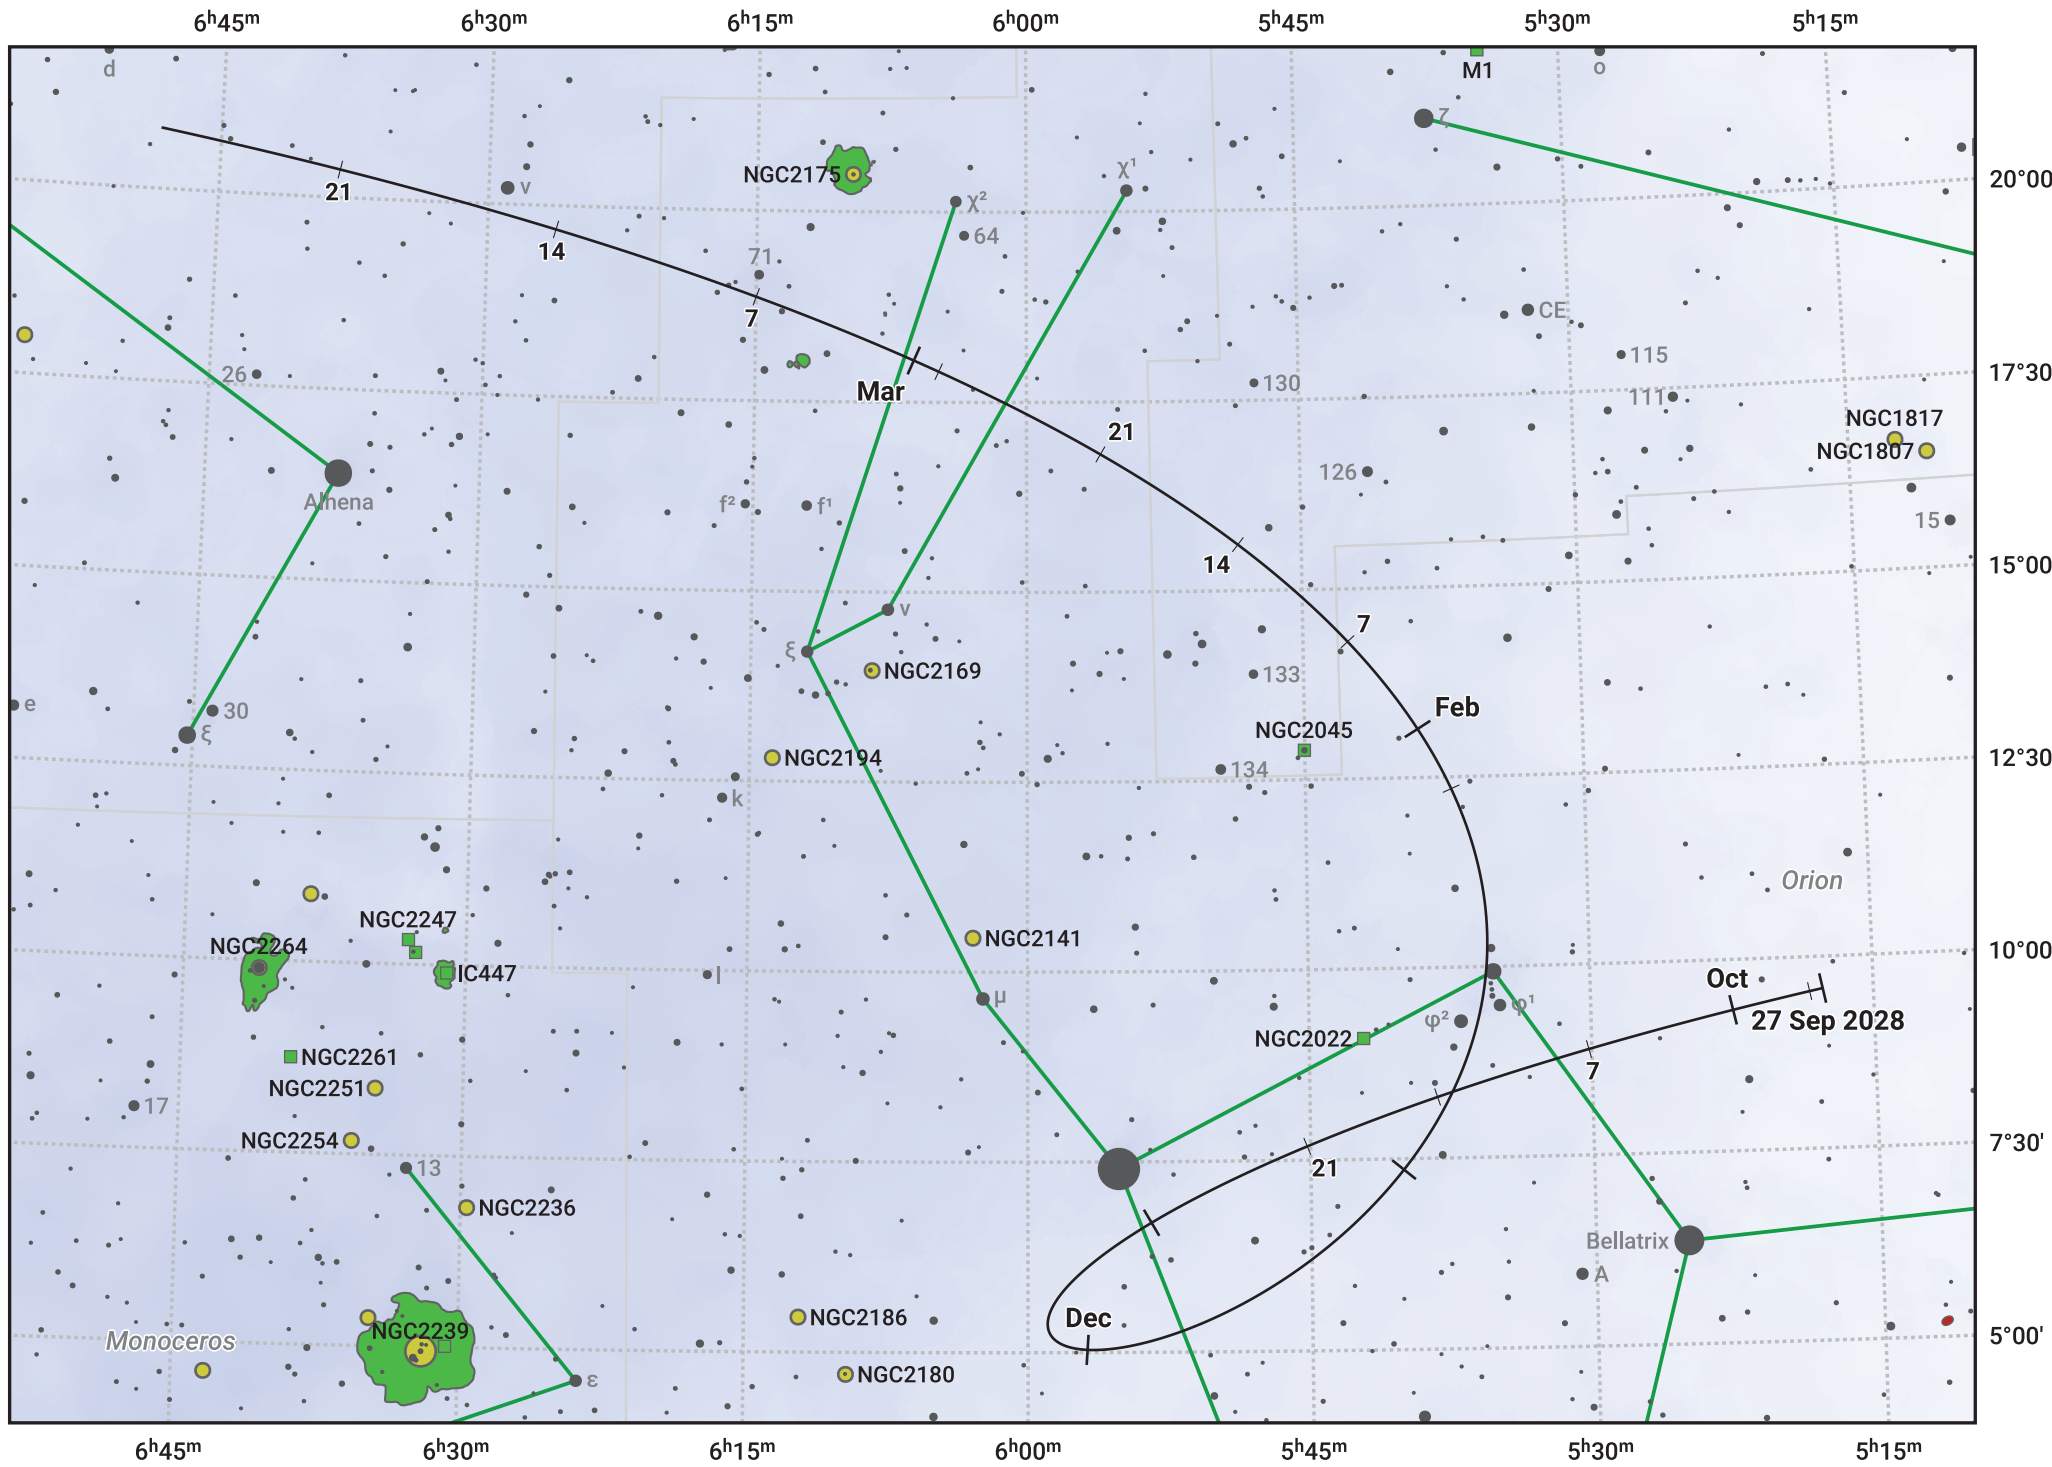 6ʰ45ᵐ 6ʰ30ᵐ 6ʰ15ᵐ 6ʰ00ᵐ 5ʰ45ᵐ 5ʰ30ᵐ 5ʰ15ᵐ
d
M1
o
ζ
χ¹
NGC2175
20°00'
21
ν
χ²
64
14
71
7
CE
115
26
Mar
130
17°30'
111
NGC1817
21
NGC1807
126
Alhena
f²
f¹
15
14
15°00'
ν
7
ξ
NGC2169
133
e
30
Feb
ξ
NGC2045
NGC2194
134
12°30'
k
Orion
NGC2247
NGC2264
NGC2141
10°00'
IC447
l
Oct
μ
φ¹
φ²
27 Sep 2028
NGC2022
NGC2261
7
NGC2251
17
NGC2254
7°30'
13
21
NGC2236
Bellatrix
A
NGC2186
Dec
NGC2239
Monoceros
5°00'
NGC2180
ε
6ʰ45ᵐ 6ʰ30ᵐ 6ʰ15ᵐ 6ʰ00ᵐ 5ʰ45ᵐ 5ʰ30ᵐ 5ʰ15ᵐ